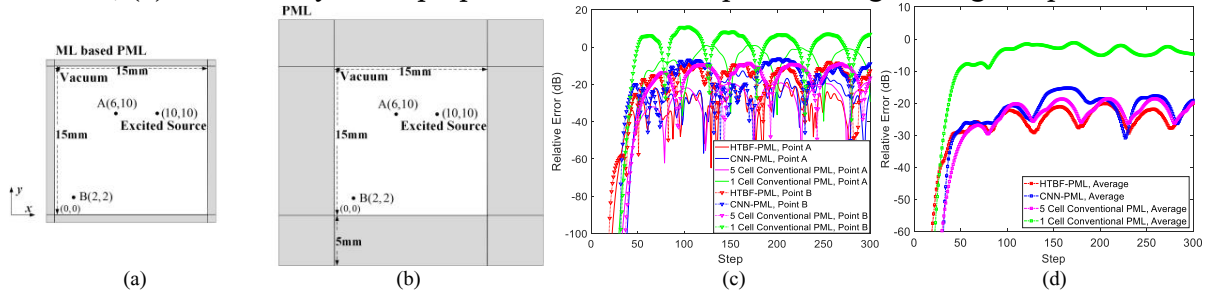 ML based PML
Vacuum
15mm
A(6,10)
(10,10)
Excited Source
15mm
B(2,2)
(0,0)
y
x
(a)
PML
Vacuum
15mm
A(6,10)
(10,10)
Excited Source
15mm
B(2,2)
(0,0)
5mm
(b)
20
0
-20
-40
-60
-80
-100
Relative Error (dB)
HTBF-PML, Point A
CNN-PML, Point A
5 Cell Conventional PML, Point A
1 Cell Conventional PML, Point A
HTBF-PML, Point B
CNN-PML, Point B
5 Cell Conventional PML, Point B
1 Cell Conventional PML, Point B
0 50 100 150 200 250 300
Step
(c)
10
0
-10
-20
-30
-40
-50
-60
Relative Error (dB)
HTBF-PML, Average
CNN-PML, Average
5 Cell Conventional PML, Average
1 Cell Conventional PML, Average
0 50 100 150 200 250 300
Step
(d)